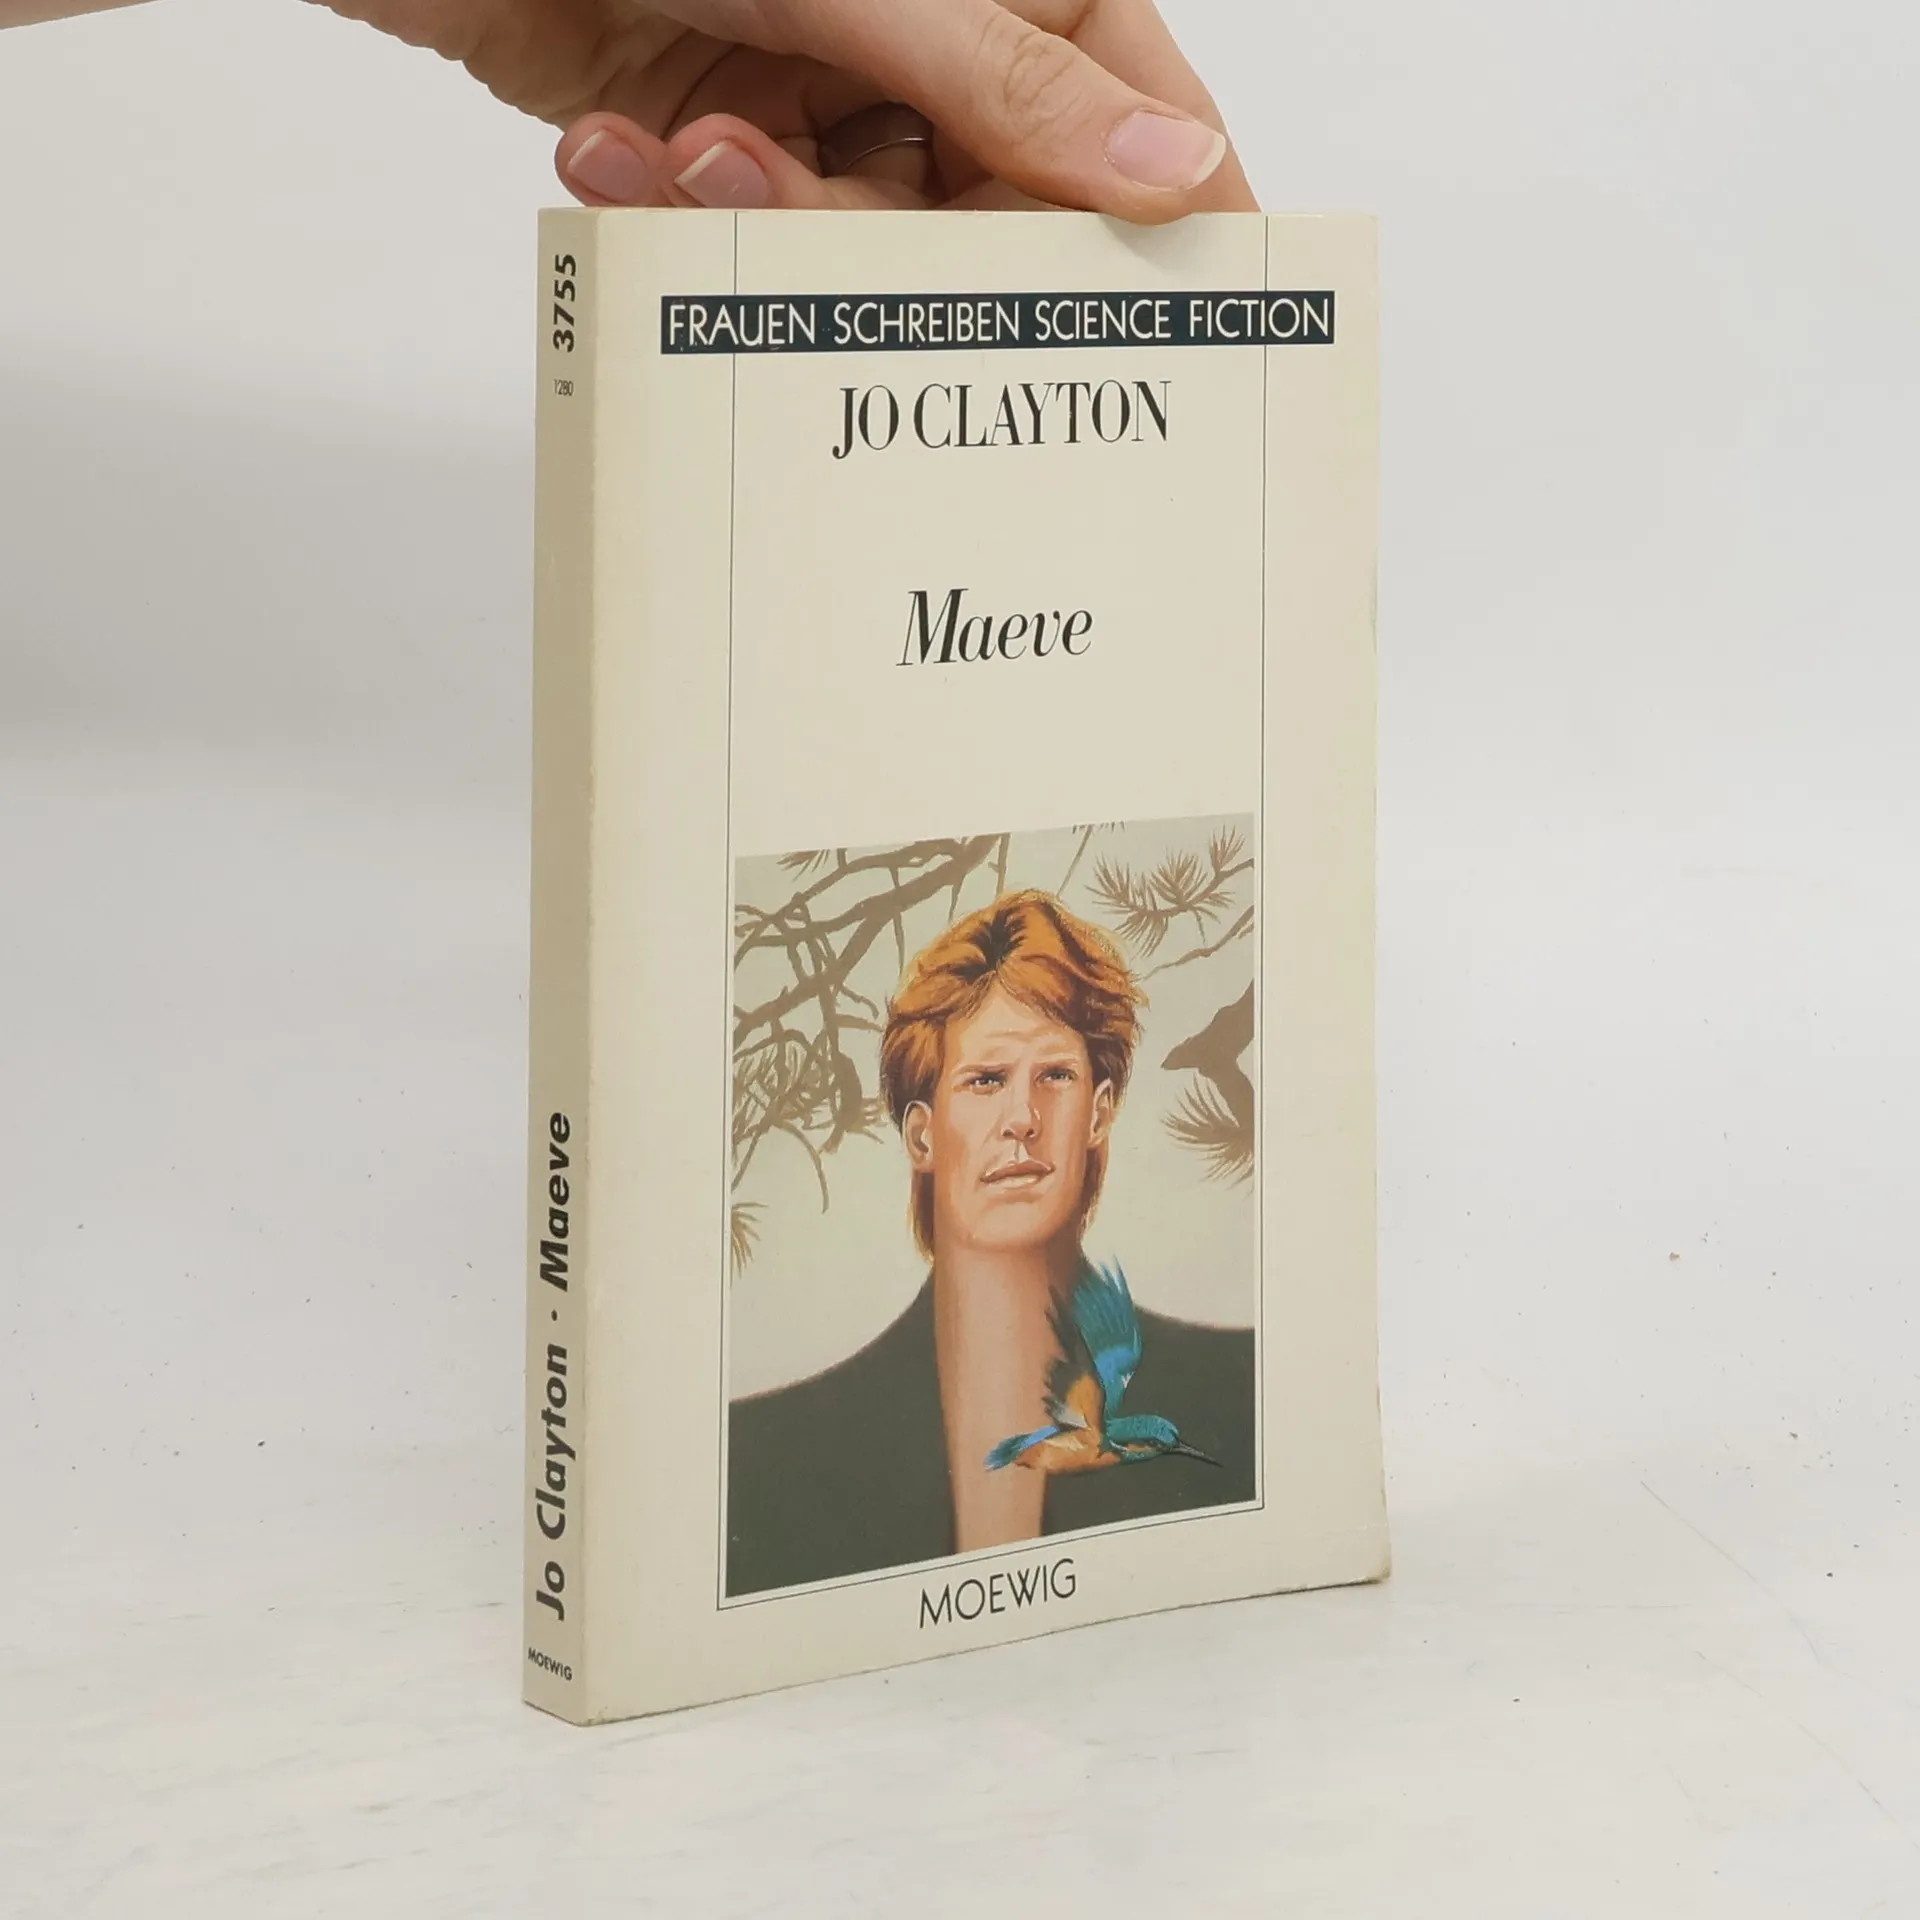 FRAUEN SCHREIBEN SCIENCE FICTION
JO CLAYTON
Maeve
MOEWIG
3755
1280
Jo Clayton · Maeve
MOEWIG